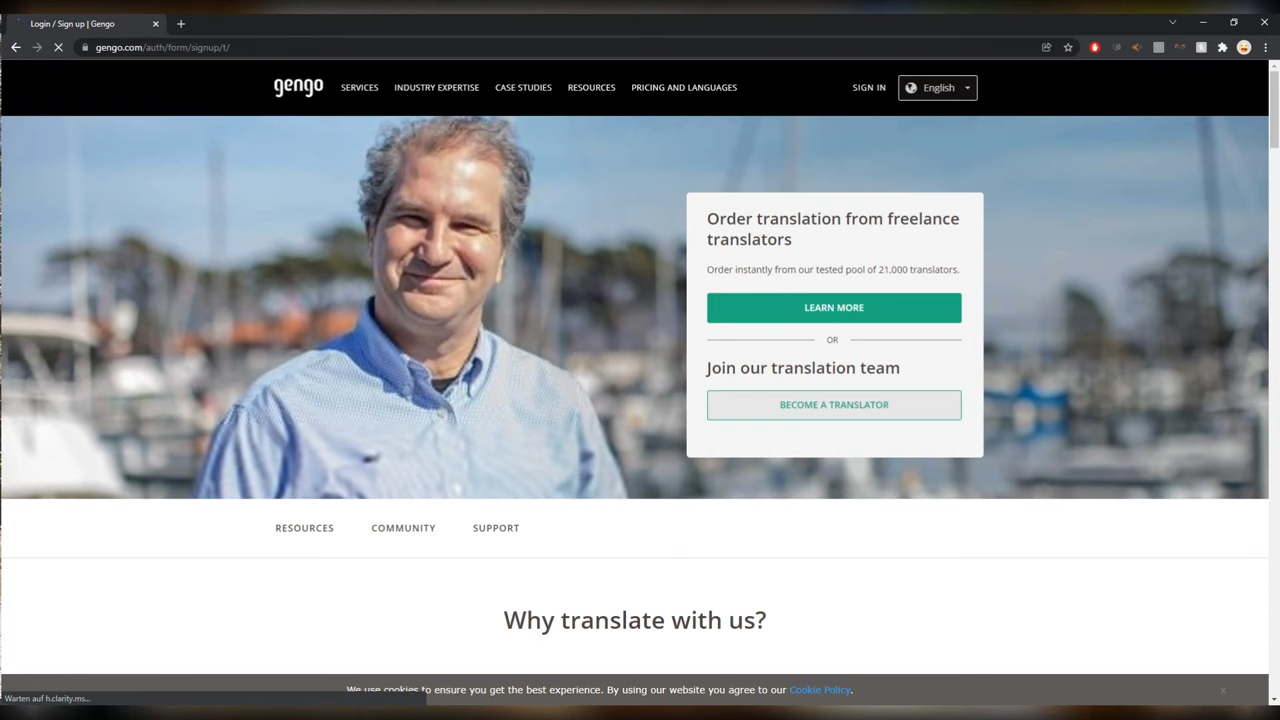 Login / Sign up | Gengo
gengo.com/auth/form/signup/t/
gengo
SERVICES
INDUSTRY EXPERTISE
CASE STUDIES
RESOURCES
PRICING AND LANGUAGES
SIGN IN
English
Order translation from freelance
translators
Order instantly from our tested pool of 21,000 translators.
LEARN MORE
OR
Join our translation team
BECOME A TRANSLATOR
RESOURCES
COMMUNITY
SUPPORT
Why translate with us?
We use cookies to ensure you get the best experience. By using our website you agree to our Cookie Policy.
x
Warten auf h.clarity.ms...